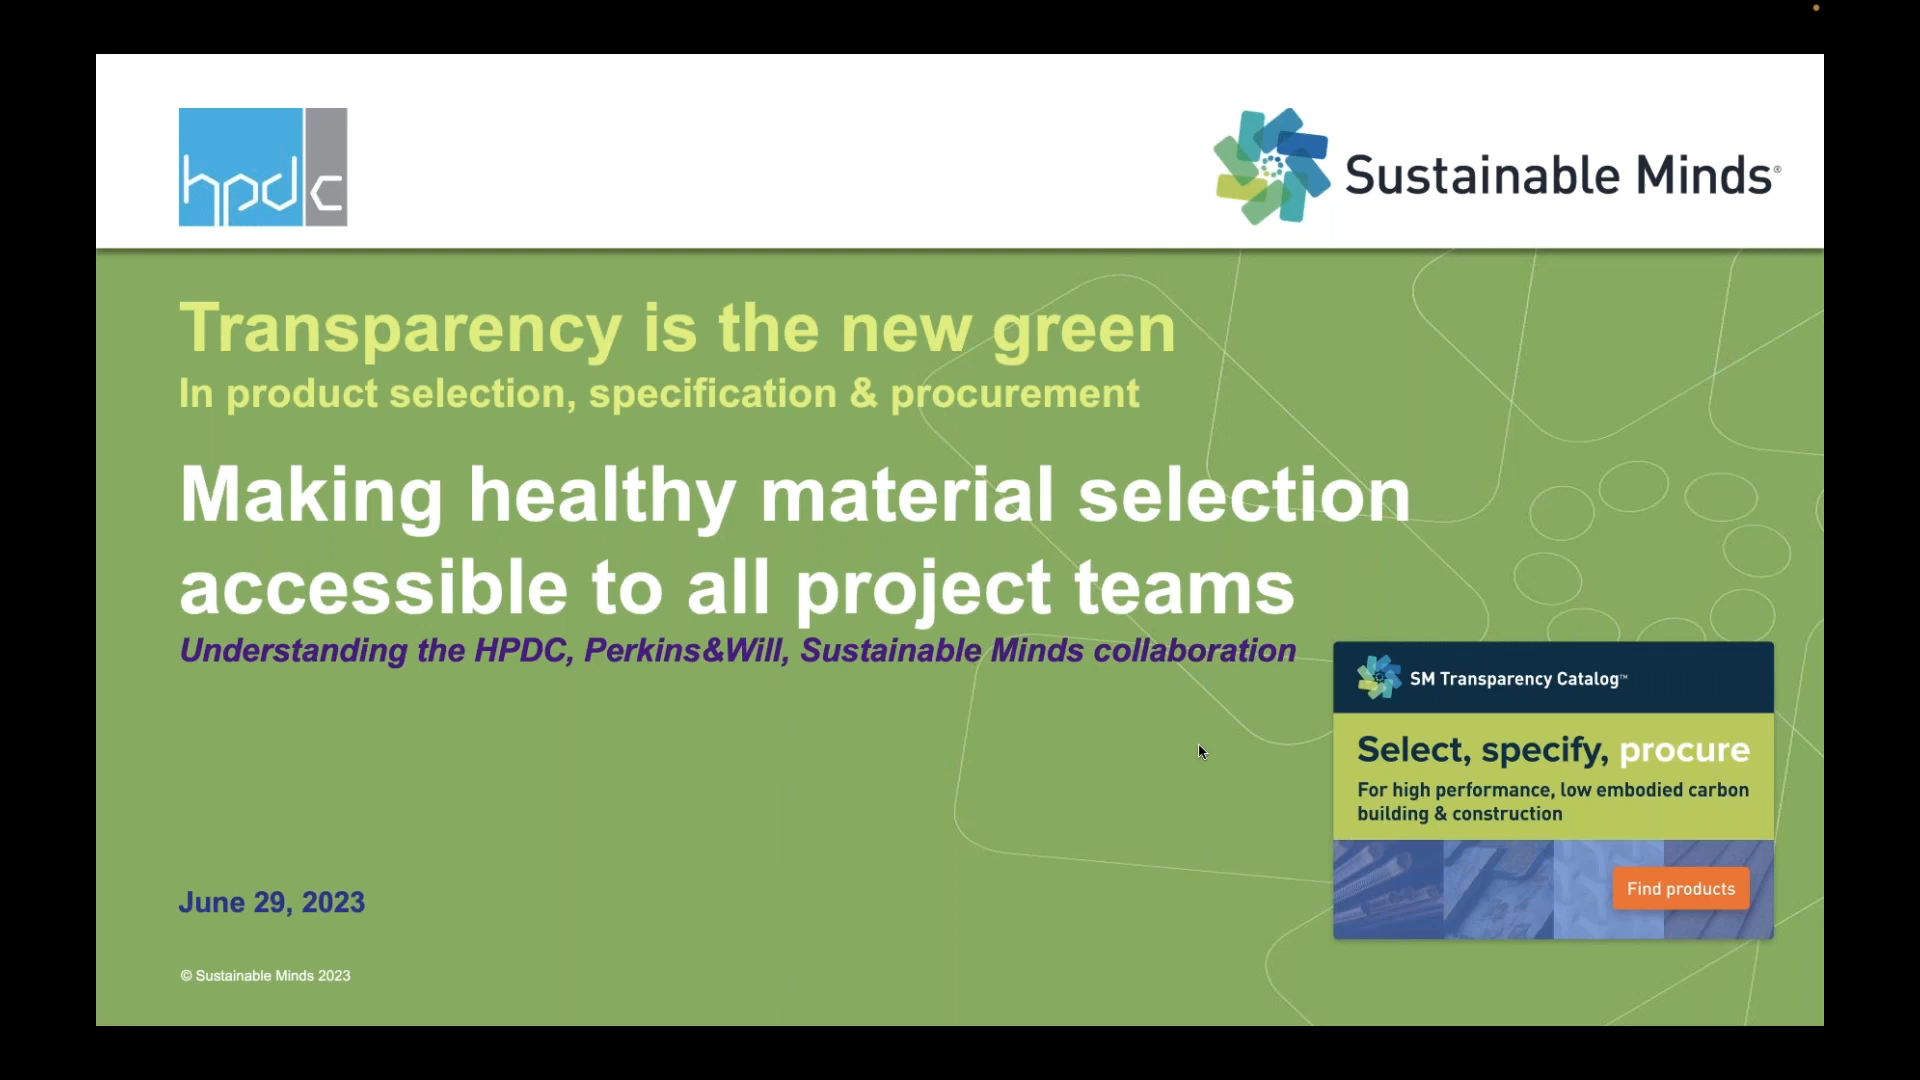 hpdc
Sustainable Minds®
Transparency is the new green
In product selection, specification & procurement
Making healthy material selection
accessible to all project teams
Understanding the HPDC, Perkins&Will, Sustainable Minds collaboration
SM Transparency Catalog™
Select, specify, procure
For high performance, low embodied carbon
building & construction
Find products
June 29, 2023
© Sustainable Minds 2023